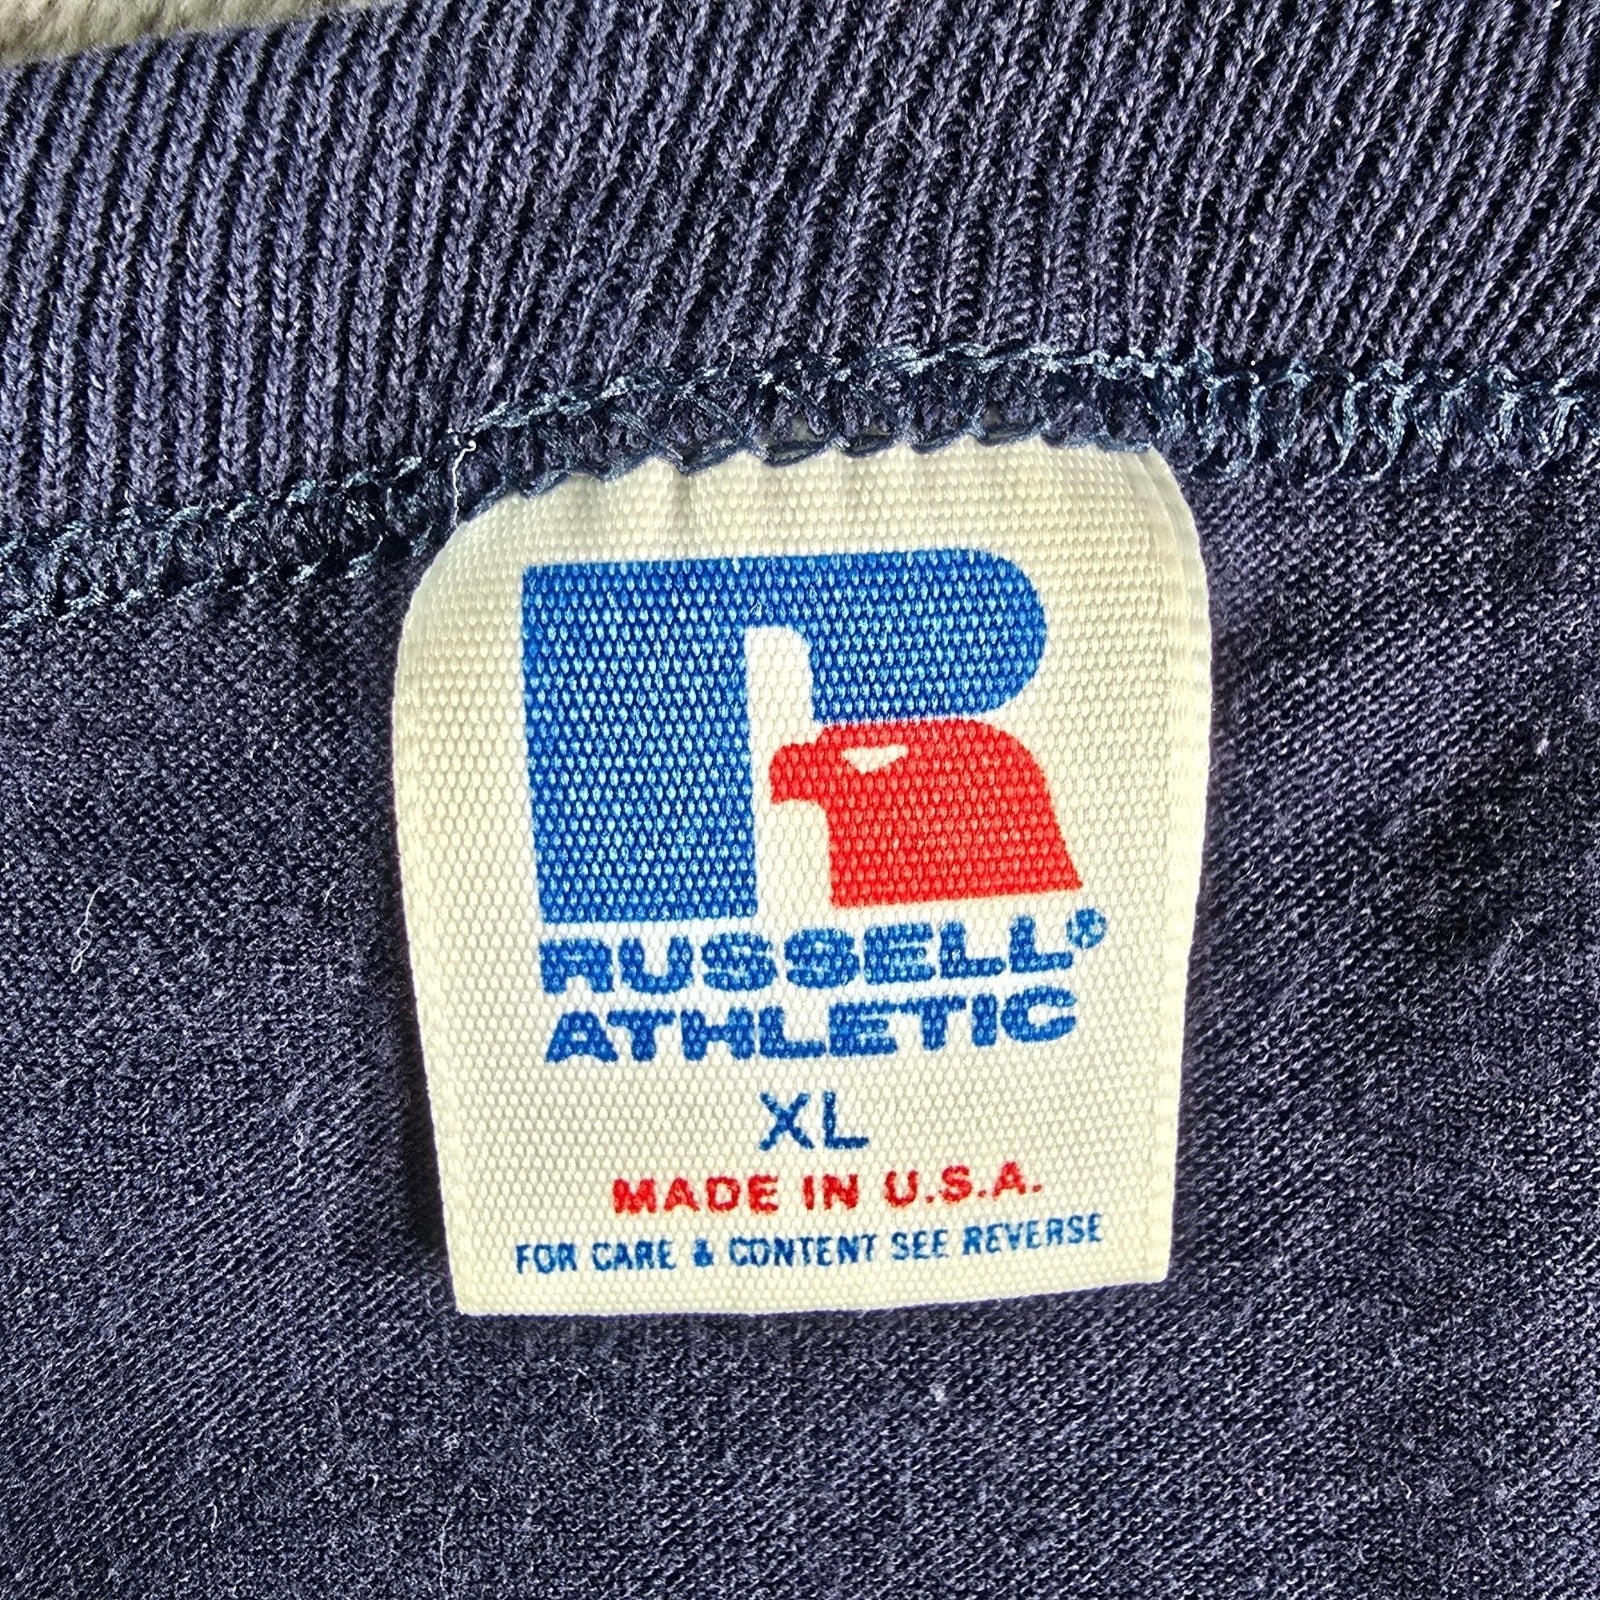 R
RUSSELL®
ATHLETIC
XL
MADE IN U.S.A.
FOR CARE & CONTENT SEE REVERSE